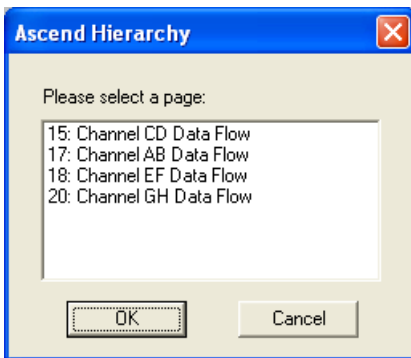 Ascend Hierarchy
Please select a page:
15: Channel CD Data Flow
17: Channel AB Data Flow
18: Channel EF Data Flow
20: Channel GH Data Flow
OK Cancel